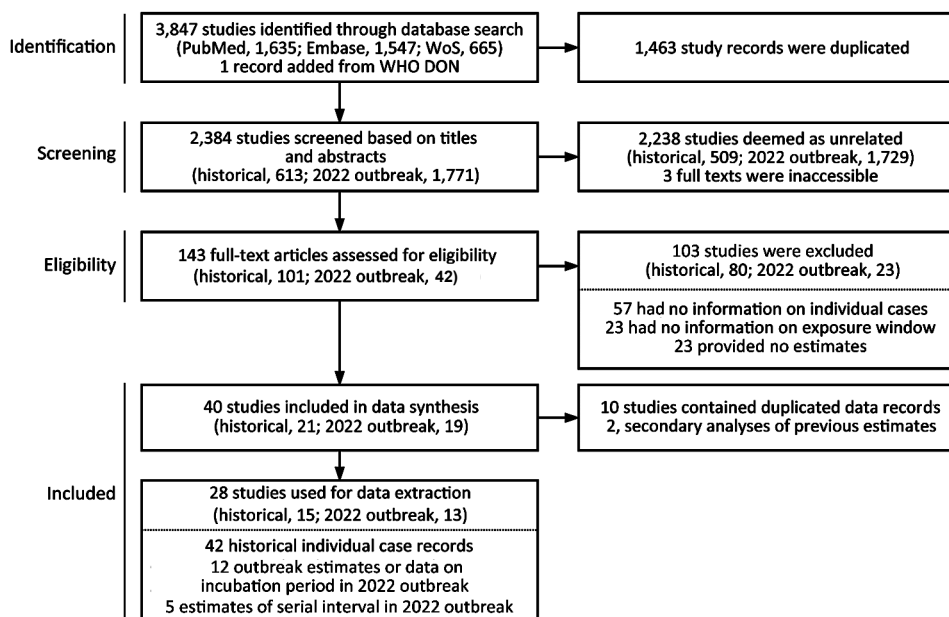 Identification
3,847 studies identified through database search
(PubMed, 1,635; Embase, 1,547; WoS, 665)
1 record added from WHO DON
1,463 study records were duplicated
Screening
2,384 studies screened based on titles
and abstracts
(historical, 613; 2022 outbreak, 1,771)
2,238 studies deemed as unrelated
(historical, 509; 2022 outbreak, 1,729)
3 full texts were inaccessible
Eligibility
143 full-text articles assessed for eligibility
(historical, 101; 2022 outbreak, 42)
103 studies were excluded
(historical, 80; 2022 outbreak, 23)
57 had no information on individual cases
23 had no information on exposure window
23 provided no estimates
Included
40 studies included in data synthesis
(historical, 21; 2022 outbreak, 19)
10 studies contained duplicated data records
2, secondary analyses of previous estimates
28 studies used for data extraction
(historical, 15; 2022 outbreak, 13)
42 historical individual case records
12 outbreak estimates or data on
incubation period in 2022 outbreak
5 estimates of serial interval in 2022 outbreak